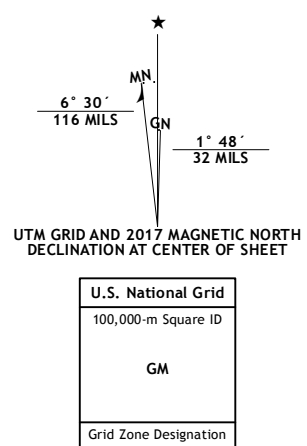 ★
MN.
GN
6° 30´
116 MILS
1° 48´
32 MILS
UTM GRID AND 2017 MAGNETIC NORTH
DECLINATION AT CENTER OF SHEET
U.S. National Grid
100,000-m Square ID
GM
Grid Zone Designation